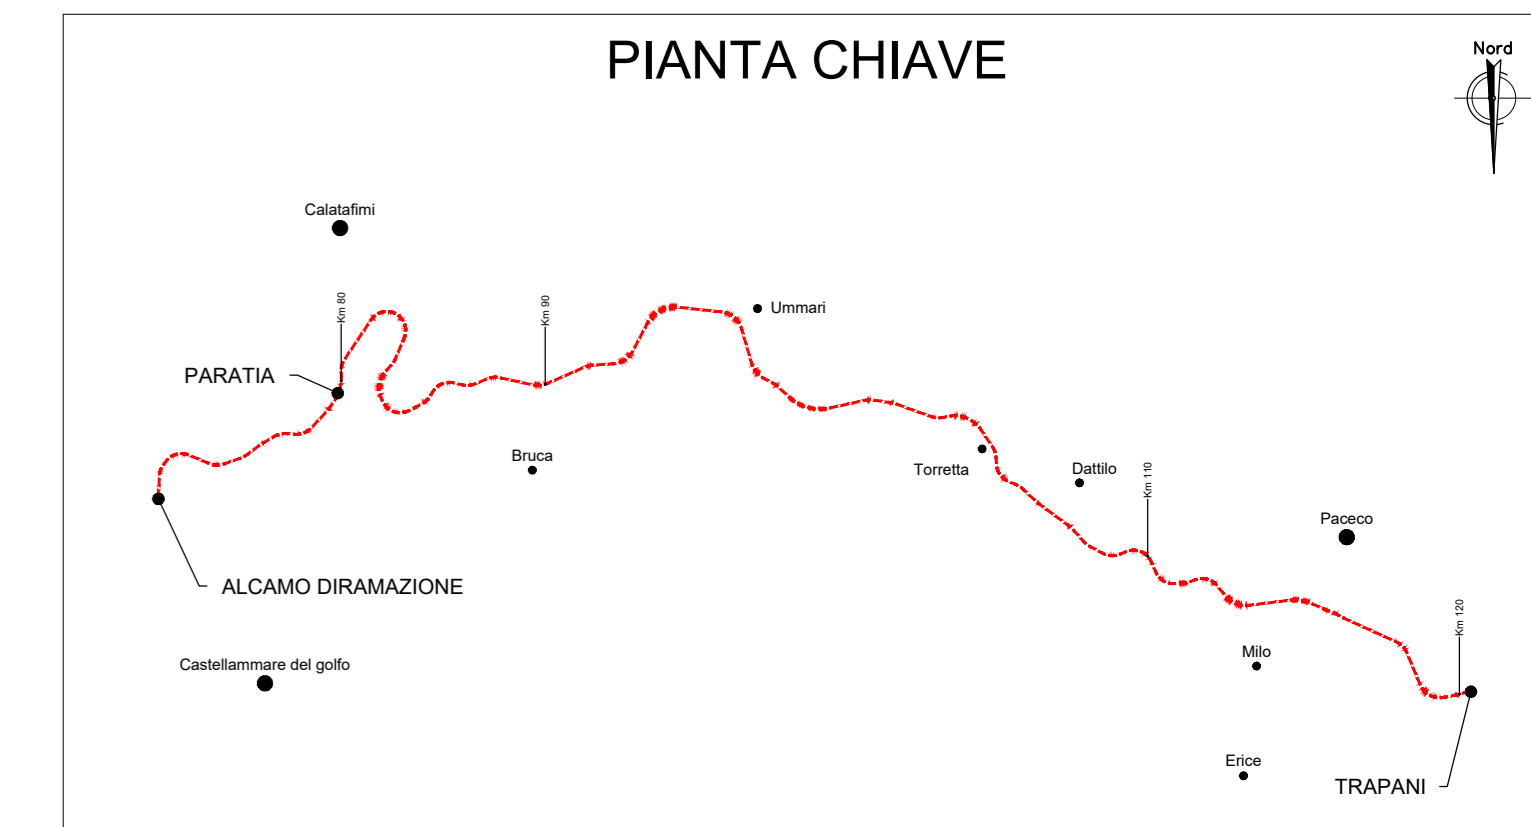 PIANTA CHIAVE
Nord
Calatafimi
Km 80
Km 90
Ummari
PARATIA
Bruca
Torretta
Dattilo
Km 110
Paceco
ALCAMO DIRAMAZIONE
Km 120
Milo
Castellammare del golfo
Erice
TRAPANI